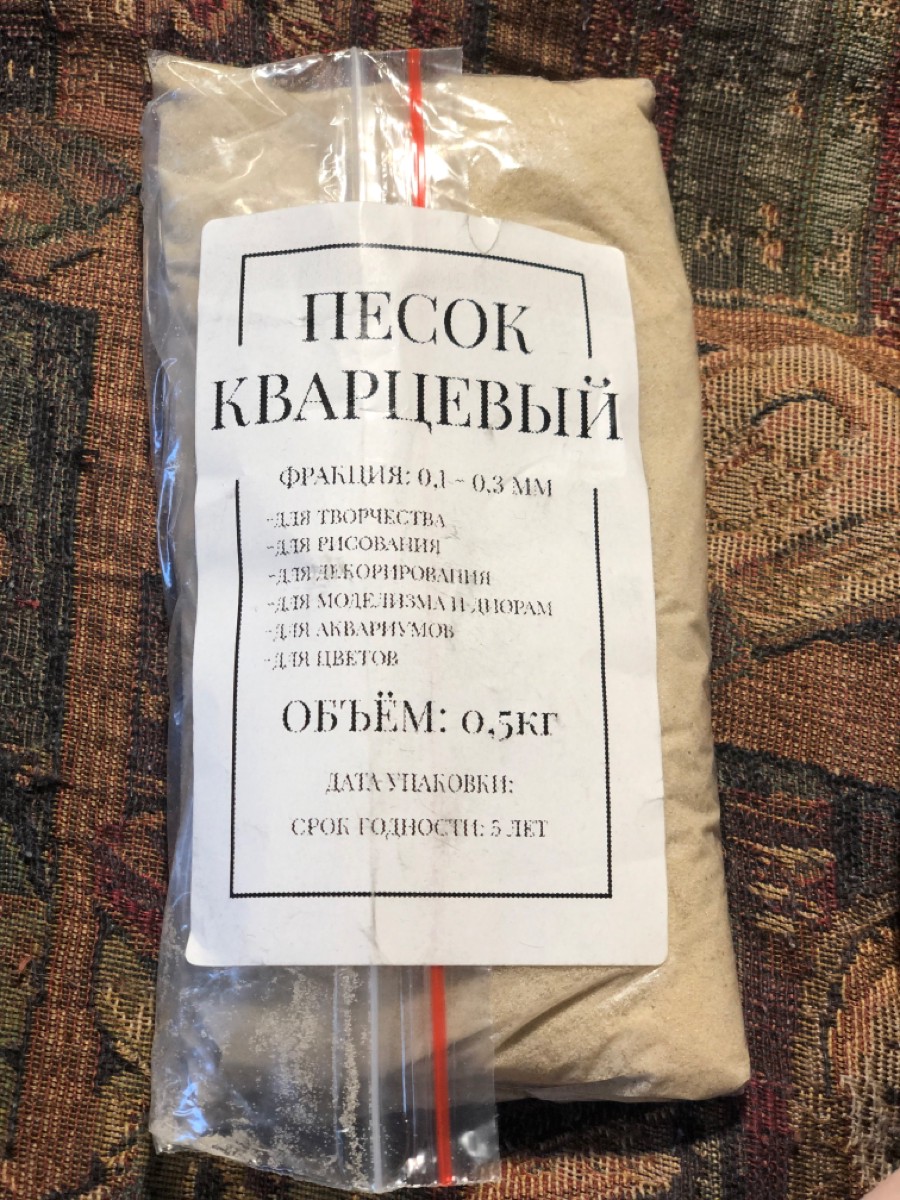 ПЕСОК
КВАРЦЕВЫЙ
ФРАКЦИЯ: 0,1 - 0,3 ММ
-ДЛЯ ТВОРЧЕСТВА
-ДЛЯ РИСОВАНИЯ
-ДЛЯ ДЕКОРИРОВАНИЯ
-ДЛЯ МОДЕЛИЗМА И ДИОРАМ
-ДЛЯ АКВАРИУМОВ
-ДЛЯ ЦВЕТОВ
ОБЪЁМ: 0,5КГ
ДАТА УПАКОВКИ:
СРОК ГОДНОСТИ: 5 ЛЕТ